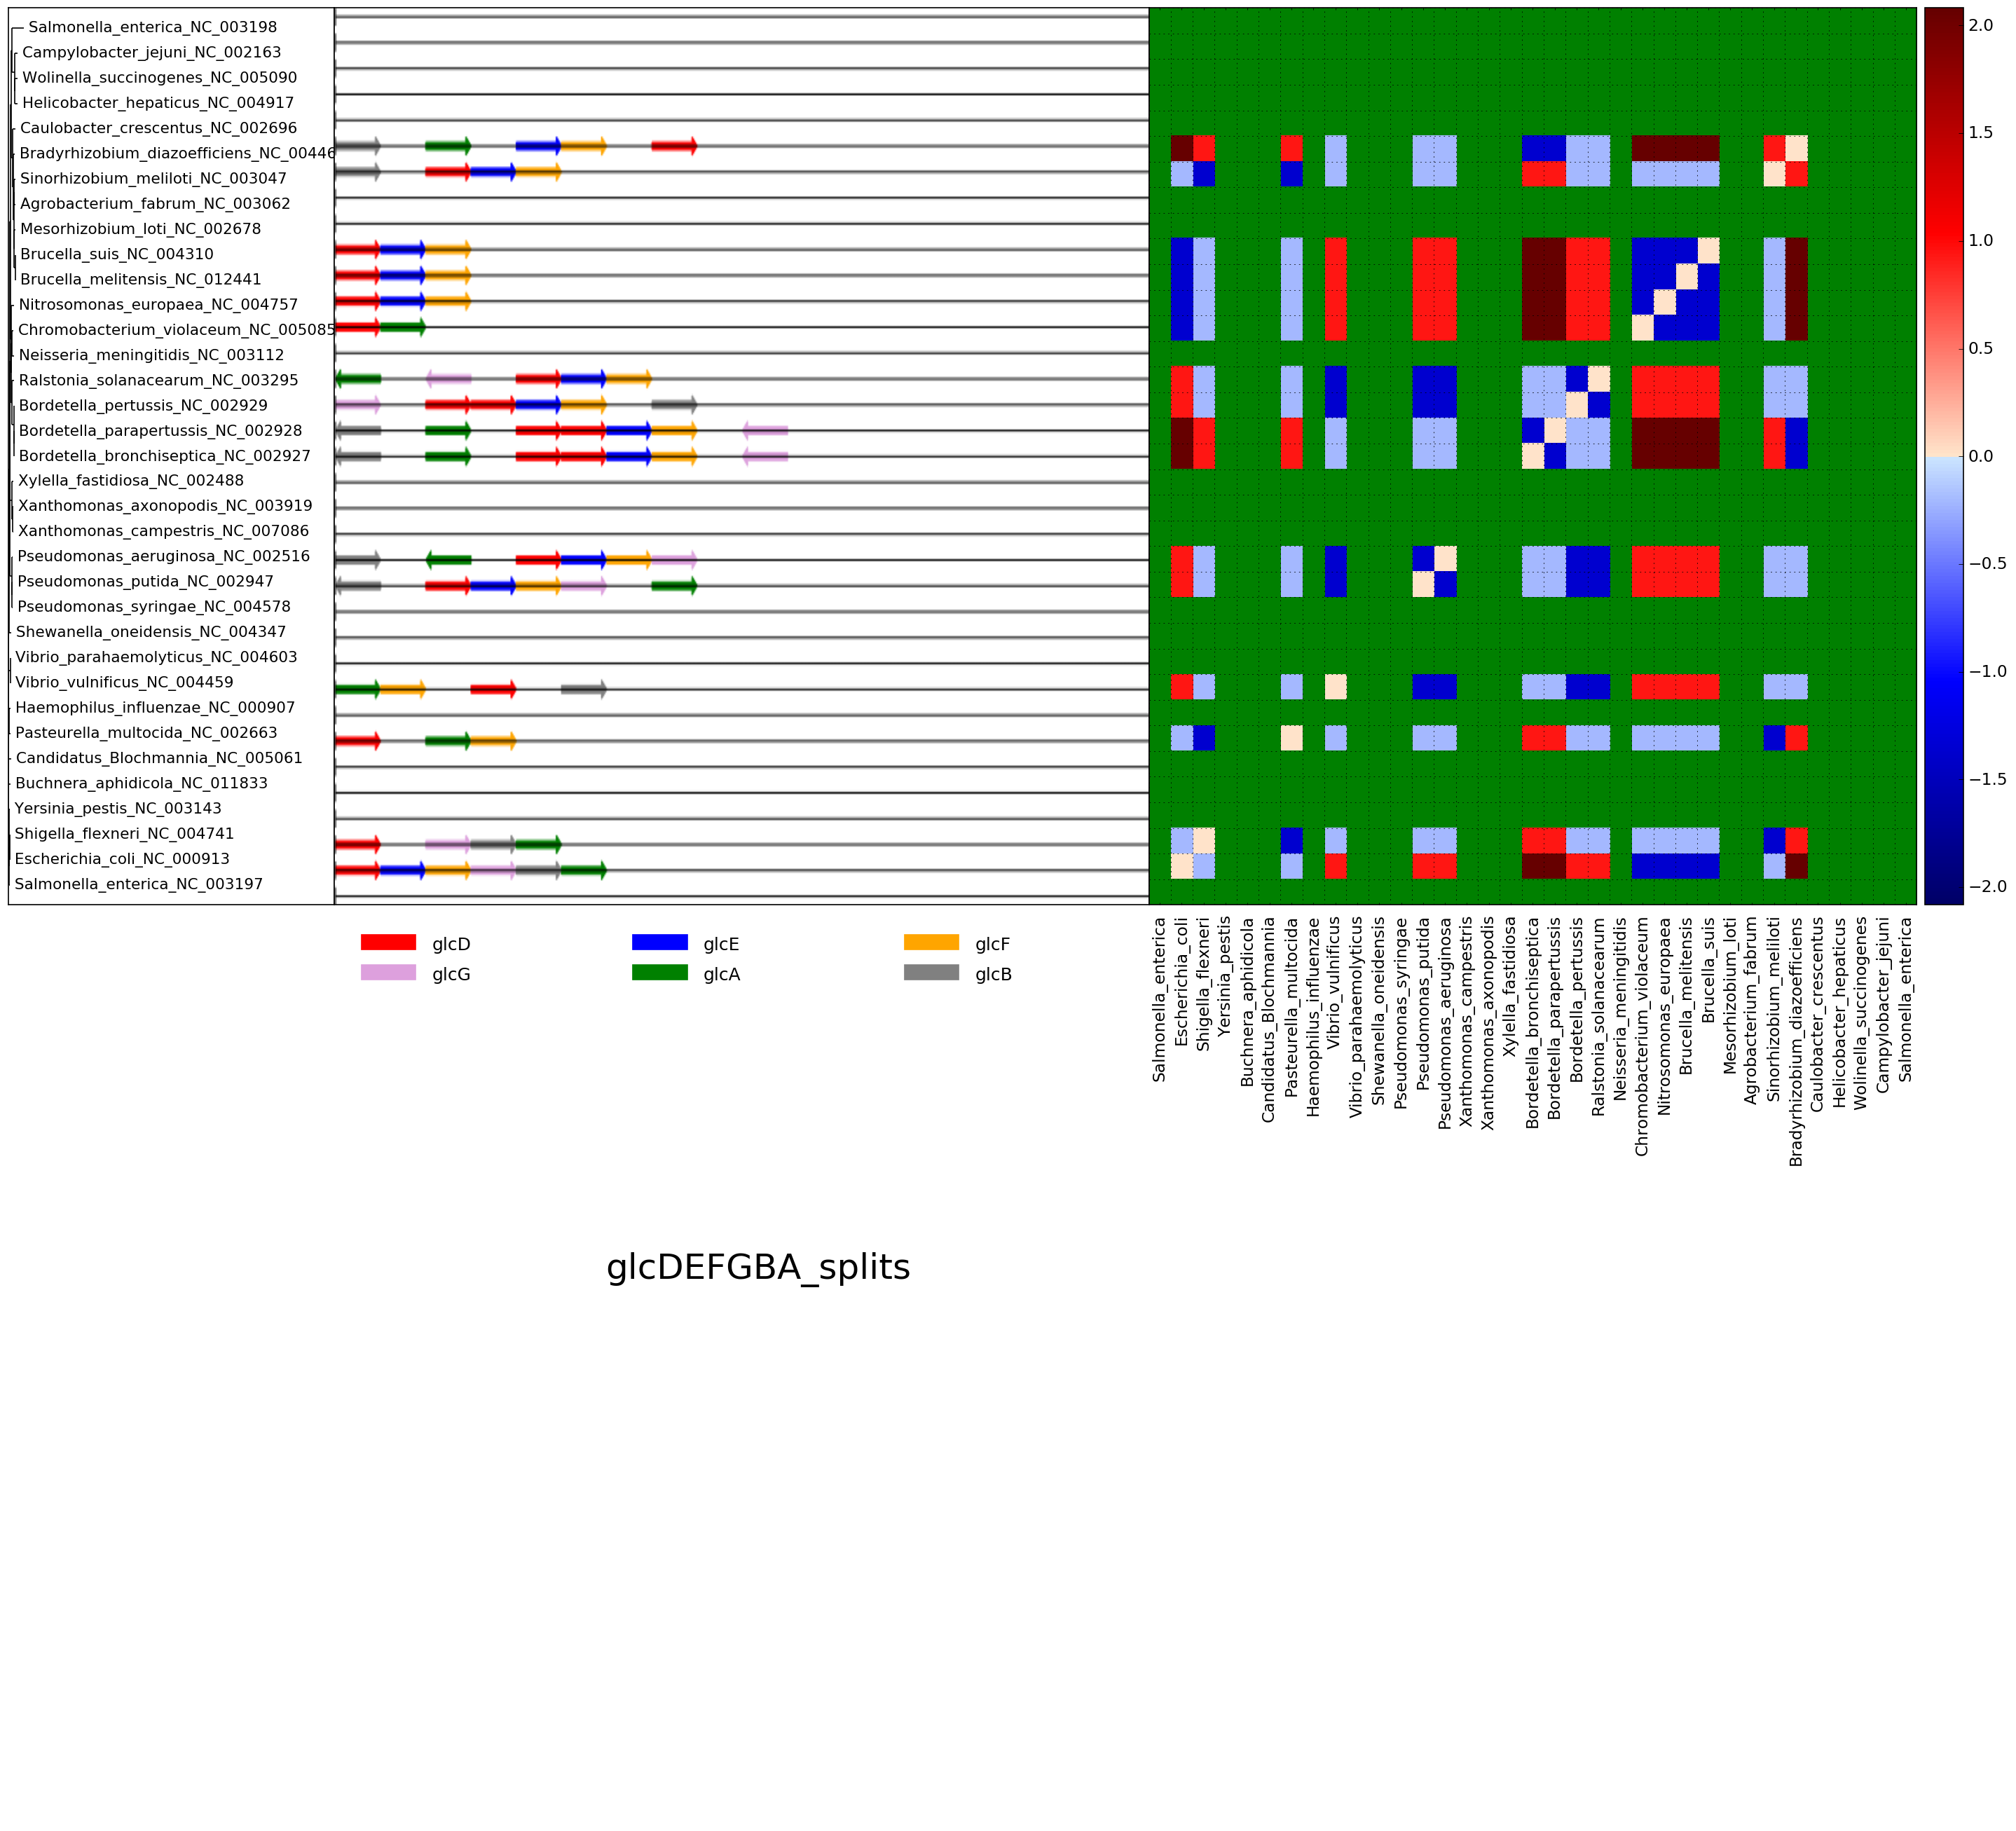 Salmonella_enterica_NC_003198
Campylobacter_jejuni_NC_002163
Wolinella_succinogenes_NC_005090
Helicobacter_hepaticus_NC_004917
Caulobacter_crescentus_NC_002696
Bradyrhizobium_diazoefficiens_NC_00446
Sinorhizobium_meliloti_NC_003047
Agrobacterium_fabrum_NC_003062
Mesorhizobium_loti_NC_002678
Brucella_suis_NC_004310
Brucella_melitensis_NC_012441
Nitrosomonas_europaea_NC_004757
Chromobacterium_violaceum_NC_005085
Neisseria_meningitidis_NC_003112
Ralstonia_solanacearum_NC_003295
Bordetella_pertussis_NC_002929
Bordetella_parapertussis_NC_002928
Bordetella_bronchiseptica_NC_002927
Xylella_fastidiosa_NC_002488
Xanthomonas_axonopodis_NC_003919
Xanthomonas_campestris_NC_007086
Pseudomonas_aeruginosa_NC_002516
Pseudomonas_putida_NC_002947
Pseudomonas_syringae_NC_004578
Shewanella_oneidensis_NC_004347
Vibrio_parahaemolyticus_NC_004603
Vibrio_vulnificus_NC_004459
Haemophilus_influenzae_NC_000907
Pasteurella_multocida_NC_002663
Candidatus_Blochmannia_NC_005061
Buchnera_aphidicola_NC_011833
Yersinia_pestis_NC_003143
Shigella_flexneri_NC_004741
Escherichia_coli_NC_000913
Salmonella_enterica_NC_003197
2.0
1.5
1.0
0.5
0.0
−0.5
−1.0
−1.5
−2.0
glcD
glcE
glcF
glcG
glcA
glcB
Salmonella_enterica
Escherichia_coli
Shigella_flexneri
Yersinia_pestis
Buchnera_aphidicola
Candidatus_Blochmannia
Pasteurella_multocida
Haemophilus_influenzae
Vibrio_vulnificus
Vibrio_parahaemolyticus
Shewanella_oneidensis
Pseudomonas_syringae
Pseudomonas_putida
Pseudomonas_aeruginosa
Xanthomonas_campestris
Xanthomonas_axonopodis
Xylella_fastidiosa
Bordetella_bronchiseptica
Bordetella_parapertussis
Bordetella_pertussis
Ralstonia_solanacearum
Neisseria_meningitidis
Chromobacterium_violaceum
Nitrosomonas_europaea
Brucella_melitensis
Brucella_suis
Mesorhizobium_loti
Agrobacterium_fabrum
Sinorhizobium_meliloti
Bradyrhizobium_diazoefficiens
Caulobacter_crescentus
Helicobacter_hepaticus
Wolinella_succinogenes
Campylobacter_jejuni
Salmonella_enterica
glcDEFGBA_splits